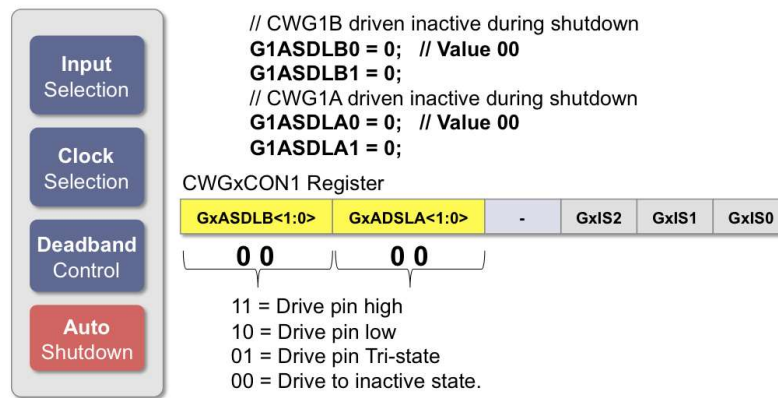 Input
Selection
Clock
Selection
Deadband
Control
Auto
Shutdown
// CWG1B driven inactive during shutdown
G1ASDLB0 = 0;   // Value 00
G1ASDLB1 = 0;
// CWG1A driven inactive during shutdown
G1ASDLA0 = 0;   // Value 00
G1ASDLA1 = 0;
CWGxCON1 Register
GxASDLB<1:0> GxADSLA<1:0> - GxIS2 GxIS1 GxIS0
0 0 0 0
11 = Drive pin high
10 = Drive pin low
01 = Drive pin Tri-state
00 = Drive to inactive state.